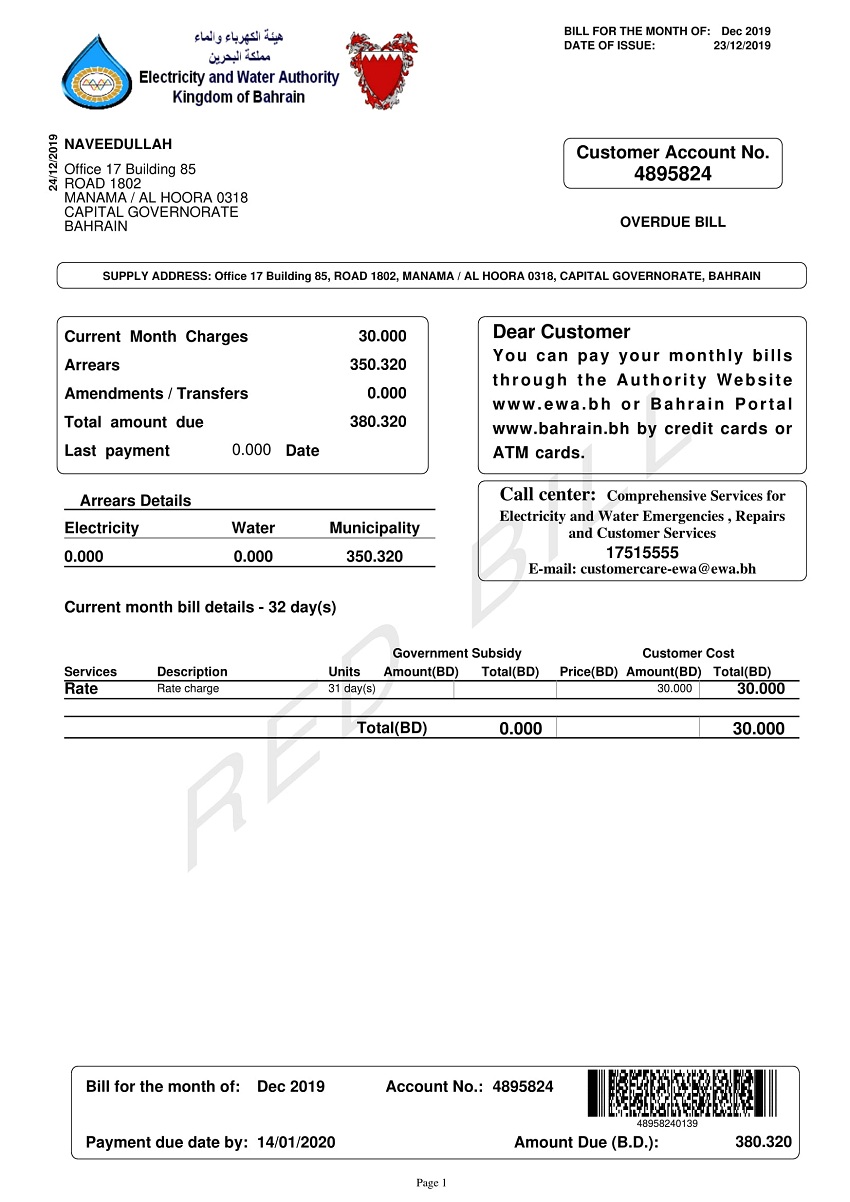 هيئة الكهرباء والماء
مملكة البحرين
Electricity and Water Authority
Kingdom of Bahrain
BILL FOR THE MONTH OF: Dec 2019
DATE OF ISSUE: 23/12/2019
24/12/2019
NAVEEDULLAH
Office 17 Building 85
ROAD 1802
MANAMA / AL HOORA 0318
CAPITAL GOVERNORATE
BAHRAIN
Customer Account No.
4895824
OVERDUE BILL
SUPPLY ADDRESS: Office 17 Building 85, ROAD 1802, MANAMA / AL HOORA 0318, CAPITAL GOVERNORATE, BAHRAIN
Current Month Charges 30.000
Arrears 350.320
Amendments / Transfers 0.000
Total amount due 380.320
Last payment 0.000 Date
Dear Customer
You can pay your monthly bills
through the Authority Website
www.ewa.bh or Bahrain Portal
www.bahrain.bh by credit cards or
ATM cards.
Call center: Comprehensive Services for
Electricity and Water Emergencies , Repairs
and Customer Services
17515555
E-mail: customercare-ewa@ewa.bh
Arrears Details
Electricity Water Municipality
0.000 0.000 350.320
Current month bill details - 32 day(s)
Government Subsidy Customer Cost
Services Description Units Amount(BD) Total(BD) Price(BD) Amount(BD) Total(BD)
Rate Rate charge 31 day(s) 30.000 30.000
Total(BD) 0.000 30.000
RED BILL
Bill for the month of: Dec 2019 Account No.: 4895824
48958240139
Payment due date by: 14/01/2020 Amount Due (B.D.): 380.320
Page 1